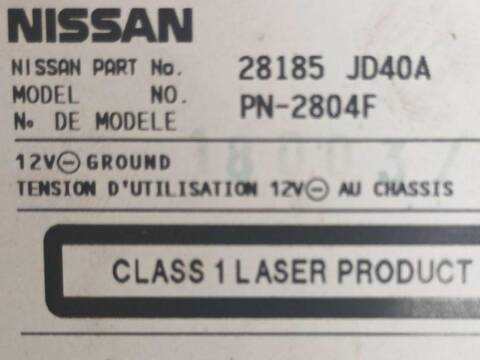 NISSAN
NISSAN PART No. 28185 JD40A
MODEL NO. PN-2804F
No DE MODELE
12V⊖GROUND
TENSION D'UTILISATION 12V⊖ AU CHASSIS
CLASS 1 LASER PRODUCT